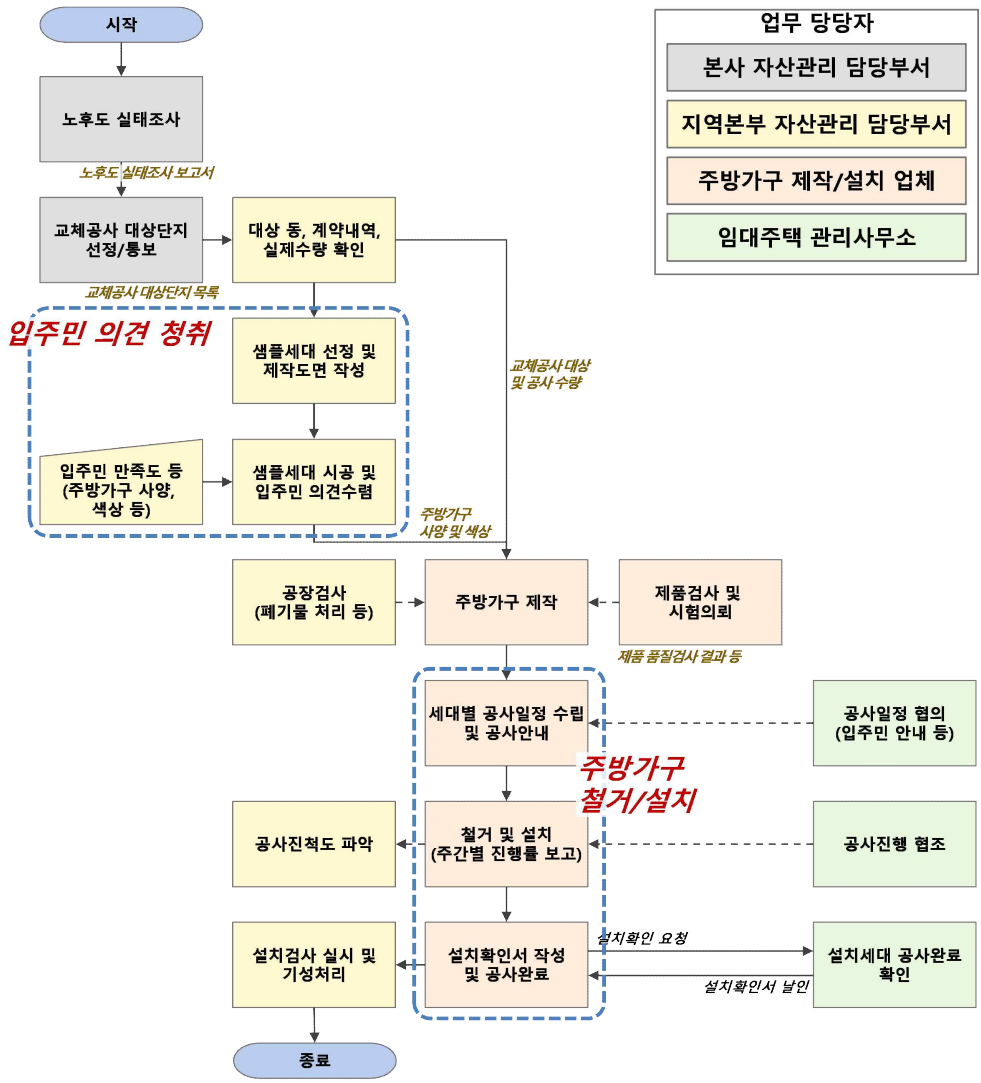 시작
업무 당당자
본사 자산관리 담당부서
지역본부 자산관리 담당부서
주방가구 제작/설치 업체
임대주택 관리사무소
노후도 실태조사
노후도 실태조사 보고서
교체공사 대상단지
선정/통보
대상 동, 계약내역,
실제수량 확인
교체공사 대상단지 목록
입주민 의견 청취
샘플세대 선정 및
제작도면 작성
교체공사 대상
및 공사 수량
입주민 만족도 등
(주방가구 사양,
색상 등)
샘플세대 시공 및
입주민 의견수렴
주방가구
사양 및 색상
공장검사
(폐기물 처리 등)
주방가구 제작
제품검사 및
시험의뢰
제품 품질검사 결과 등
세대별 공사일정 수립
및 공사안내
공사일정 협의
(입주민 안내 등)
주방가구
철거/설치
공사진척도 파악
철거 및 설치
(주간별 진행률 보고)
공사진행 협조
설치검사 실시 및
기성처리
설치확인서 작성
및 공사완료
설치확인 요청
설치확인서 날인
설치세대 공사완료
확인
종료